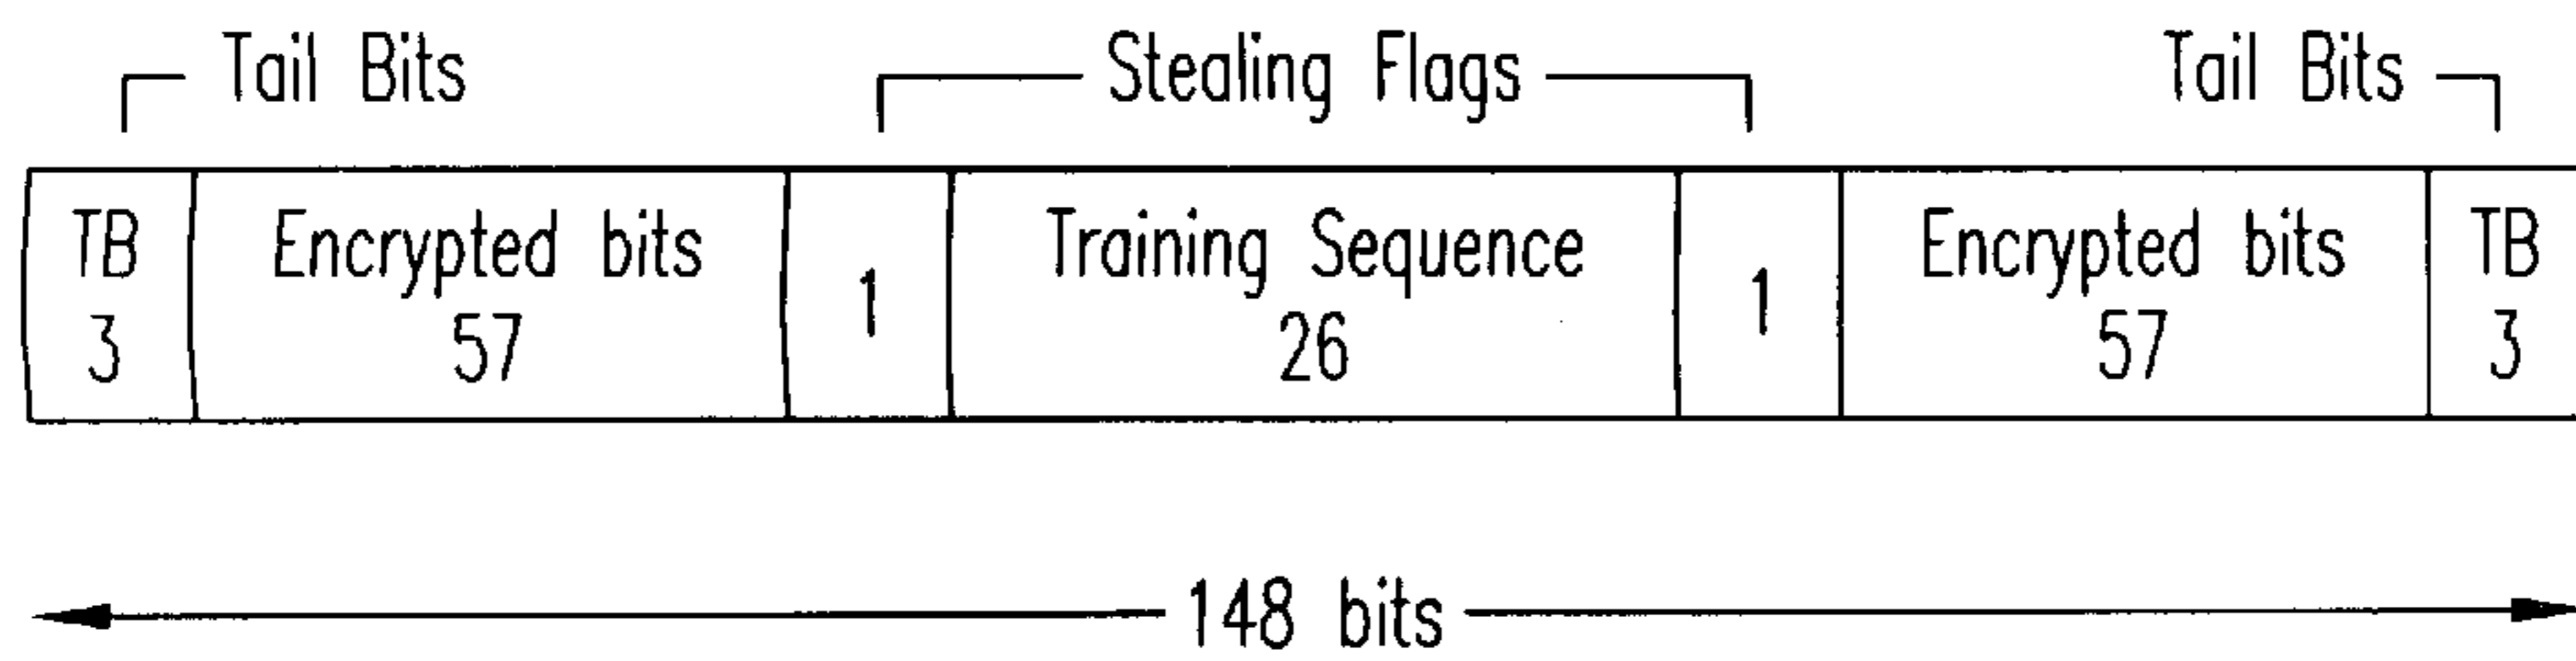 Tail Bits Stealing Flags Tail Bits
TB Encrypted bits Training Sequence Encrypted bits TB
3 57 1 26 1 57 3
148 bits